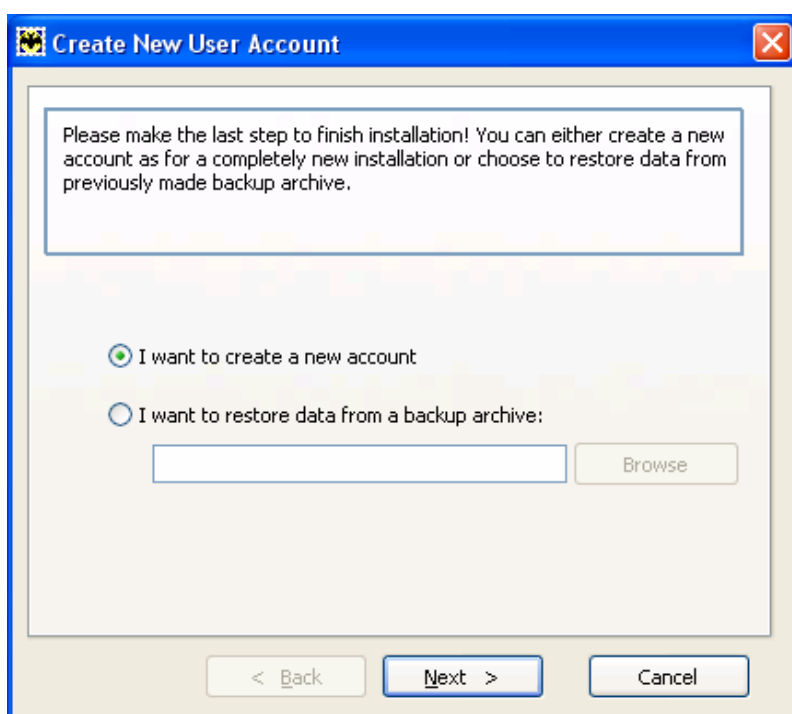 Create New User Account
Please make the last step to finish installation! You can either create a new
account as for a completely new installation or choose to restore data from
previously made backup archive.
I want to create a new account
I want to restore data from a backup archive:
Browse
< Back
Next >
Cancel